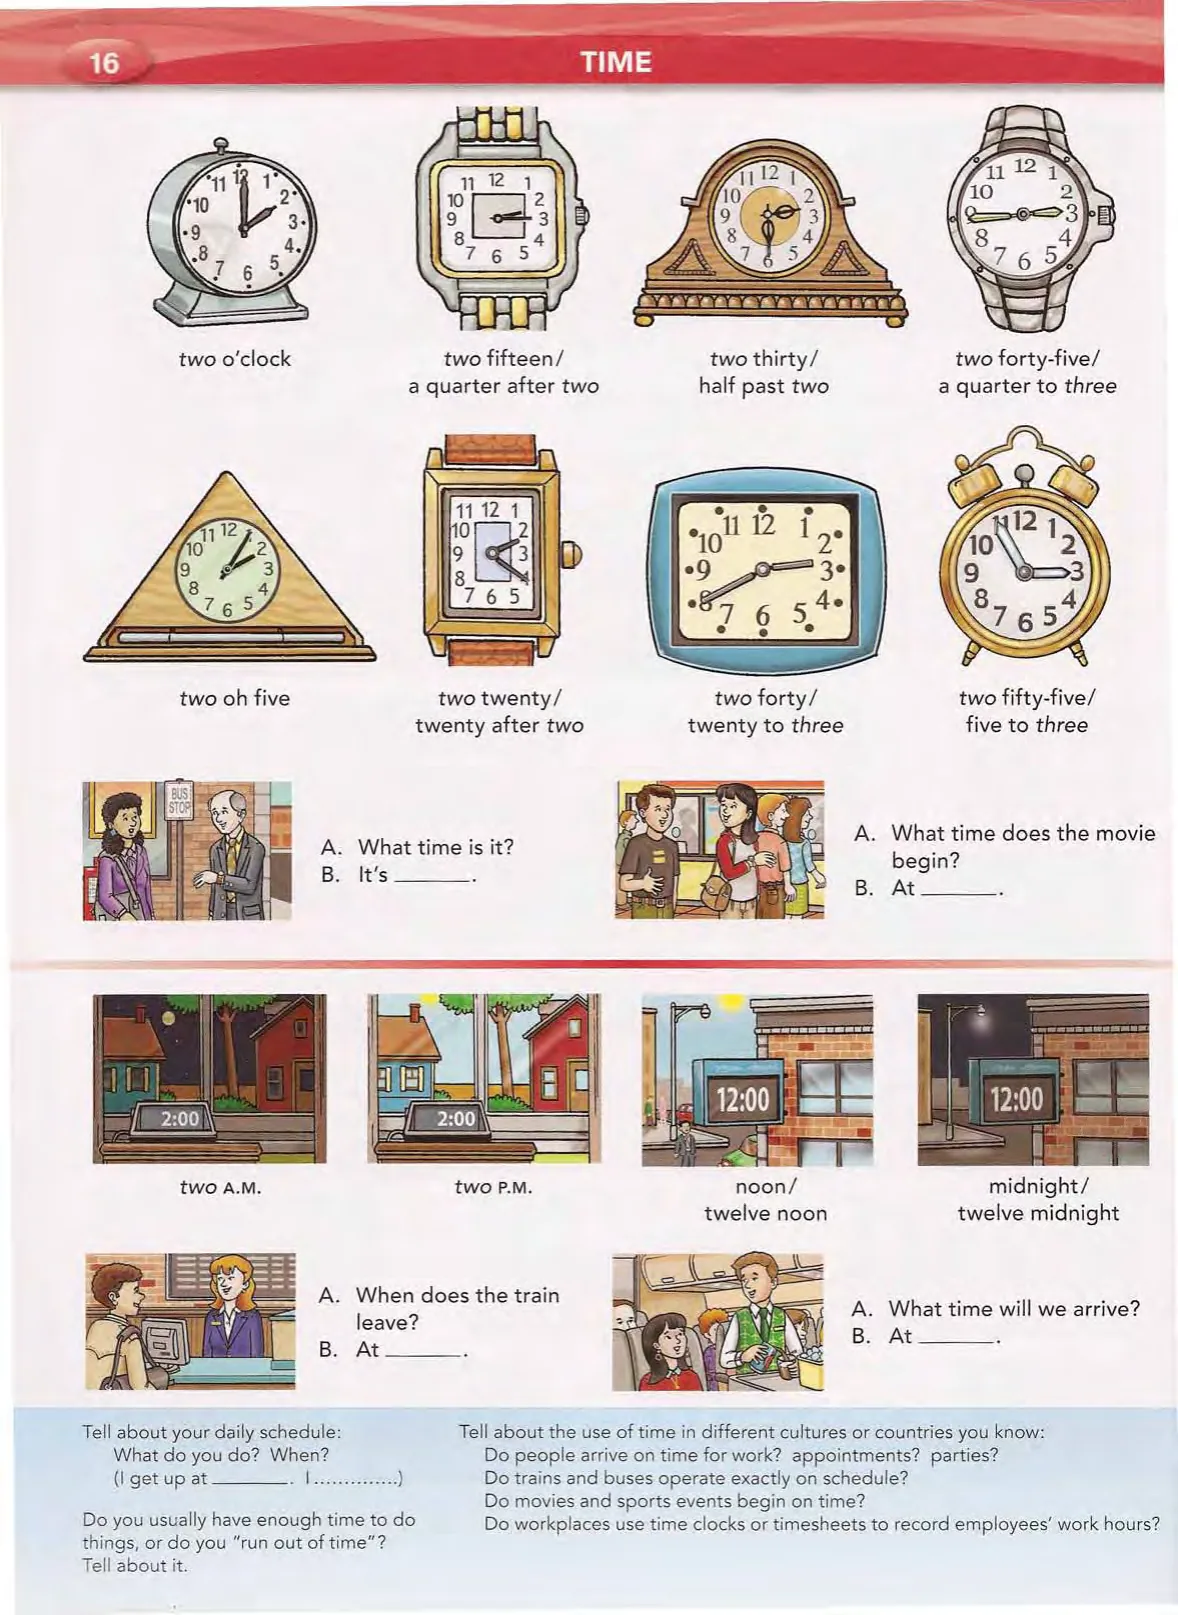 16
TIME
11 12 1
10 2
9 3
8 4
7 6 5
11 12 1
10 2
9 3
8 4
7 6 5
11 12 1
10 2
9 3
8 4
7 6 5
11 12 1
10 2
9 3
8 4
7 6 5
two o'clock
two fifteen/
a quarter after two
two thirty/
half past two
two forty-five/
a quarter to three
11 12
10 2
9 3
8 4
7 6 5
11 12 1
10 2
9 3
8 4
7 6 5
11 12 1
10 2
9 3
8 4
7 6 5
11 12 1
10 2
9 3
8 4
7 6 5
two oh five
two twenty/
twenty after two
two forty/
twenty to three
two fifty-five/
five to three
BUS
STOP
A. What time is it?
B. It's ______.
A. What time does the movie
begin?
B. At ______.
2:00
2:00
12:00
12:00
two A.M.
two P.M.
noon/
twelve noon
midnight/
twelve midnight
A. When does the train
leave?
B. At ______.
A. What time will we arrive?
B. At ______.
Tell about your daily schedule:
What do you do? When?
(I get up at ______. I ..............)
Do you usually have enough time to do
things, or do you "run out of time"?
Tell about it.
Tell about the use of time in different cultures or countries you know:
Do people arrive on time for work? appointments? parties?
Do trains and buses operate exactly on schedule?
Do movies and sports events begin on time?
Do workplaces use time clocks or timesheets to record employees' work hours?